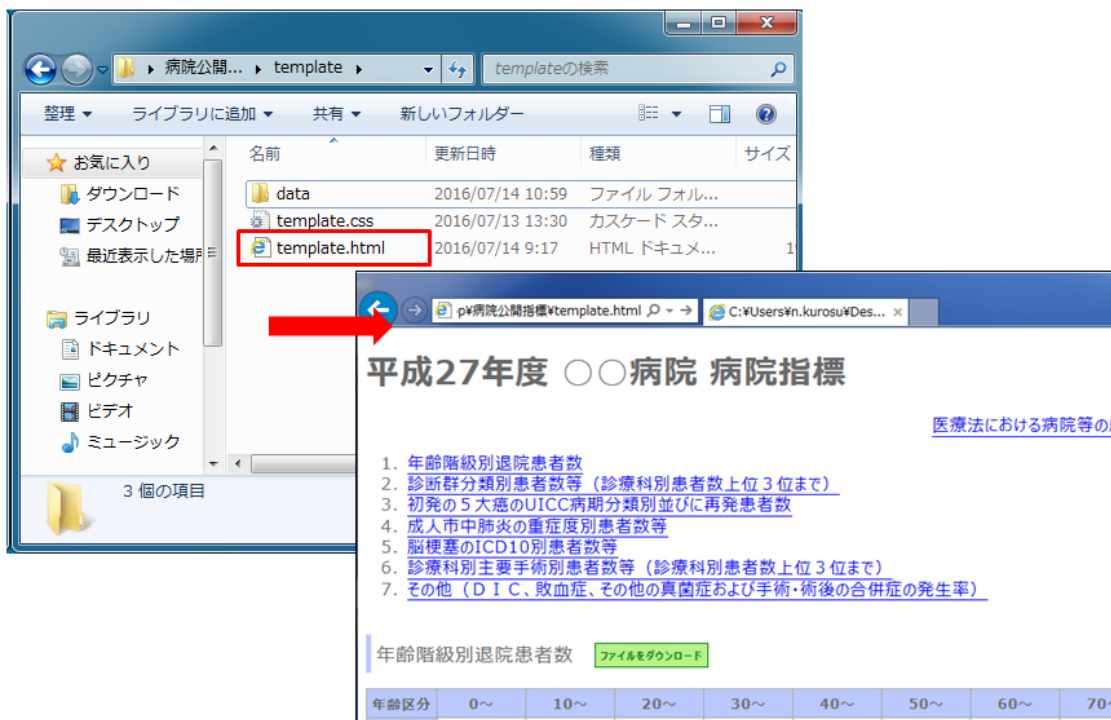 病院公開... ▸ template ▸
templateの検索
整理 ▼ ライブラリに追加 ▼ 共有 ▼ 新しいフォルダー
お気に入り
ダウンロード
デスクトップ
最近表示した場所
ライブラリ
ドキュメント
ピクチャ
ビデオ
ミュージック
名前 更新日時 種類 サイズ
data 2016/07/14 10:59 ファイル フォル...
template.css 2016/07/13 13:30 カスケード スタ...
template.html 2016/07/14 9:17 HTML ドキュメ...
3 個の項目
p¥病院公開指標¥template.html
C:¥Users¥n.kurosu¥Des... ×
平成27年度 ○○病院 病院指標
医療法における病院等の
1. 年齢階級別退院患者数
2. 診断群分類別患者数等（診療科別患者数上位３位まで）
3. 初発の５大癌のUICC病期分類別並びに再発患者数
4. 成人市中肺炎の重症度別患者数等
5. 脳梗塞のICD10別患者数等
6. 診療科別主要手術別患者数等（診療科別患者数上位３位まで）
7. その他（ＤＩＣ、敗血症、その他の真菌症および手術・術後の合併症の発生率）
年齢階級別退院患者数 ファイルをダウンロード
年齢区分 0～ 10～ 20～ 30～ 40～ 50～ 60～ 70